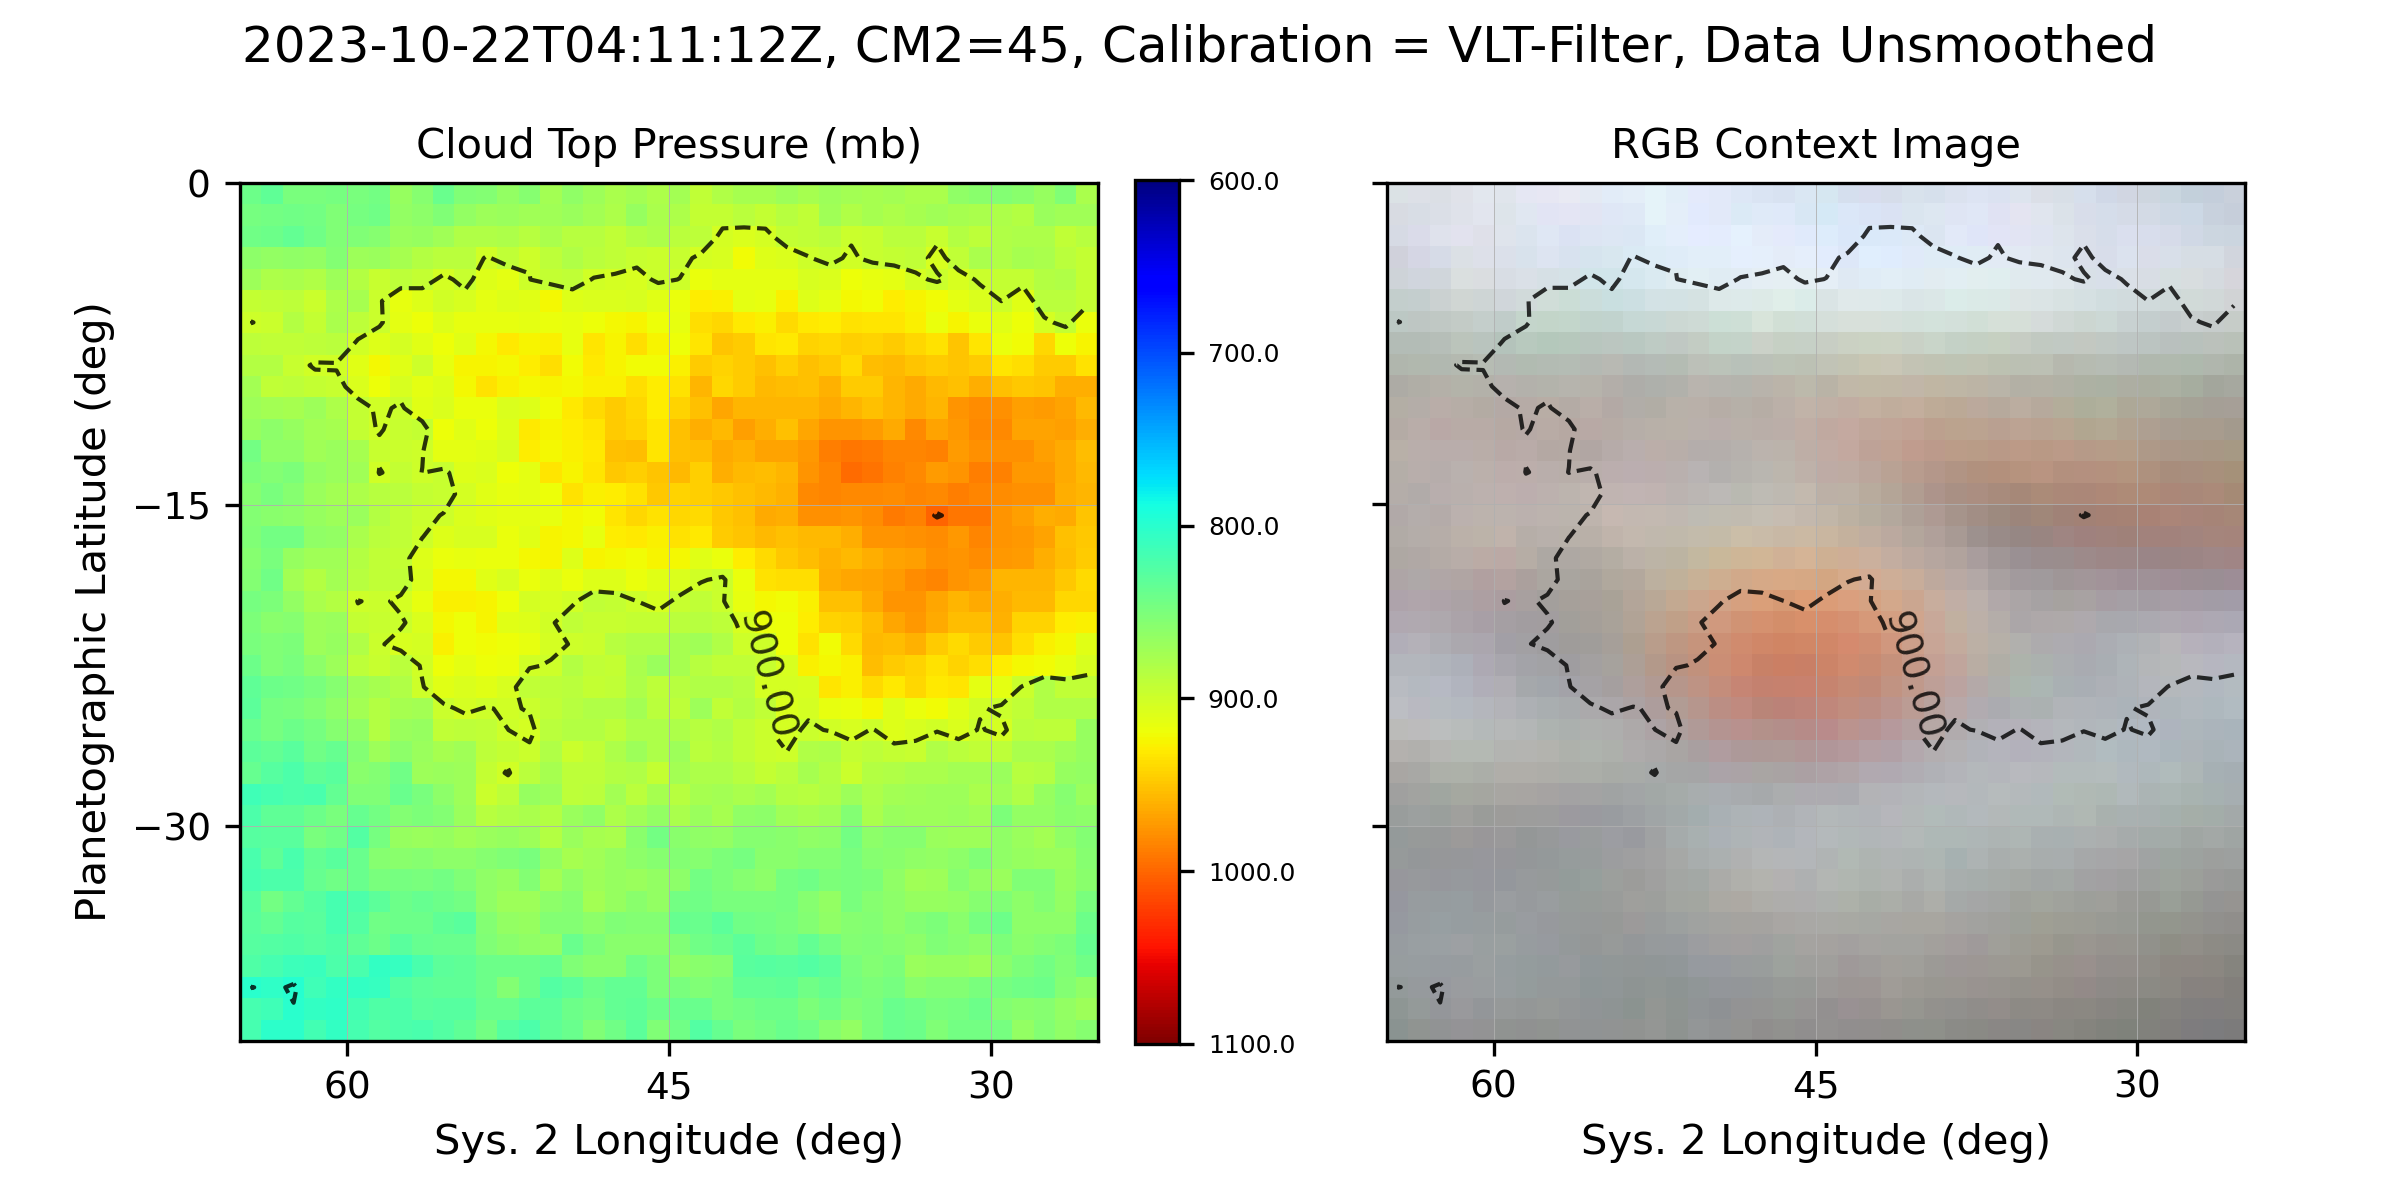 2023-10-22T04:11:12Z, CM2=45, Calibration = VLT-Filter, Data Unsmoothed
Cloud Top Pressure (mb)
RGB Context Image
Planetographic Latitude (deg)
0
−15
−30
900.00
60
45
30
Sys. 2 Longitude (deg)
600.0
700.0
800.0
900.0
1000.0
1100.0
900.00
60
45
30
Sys. 2 Longitude (deg)